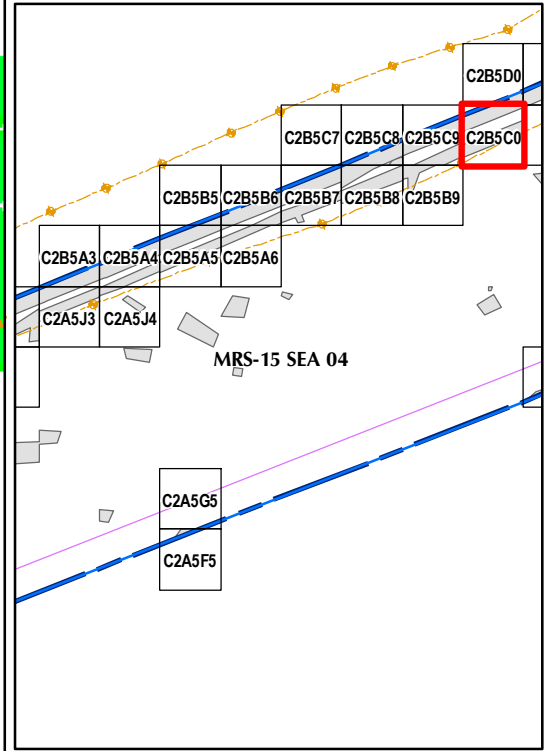 C2B5D0
C2B5C7 C2B5C8 C2B5C9 C2B5C0
C2B5B5 C2B5B6 C2B5B7 C2B5B8 C2B5B9
C2B5A3 C2B5A4 C2B5A5 C2B5A6
C2A5J3 C2A5J4
MRS-15 SEA 04
C2A5G5
C2A5F5